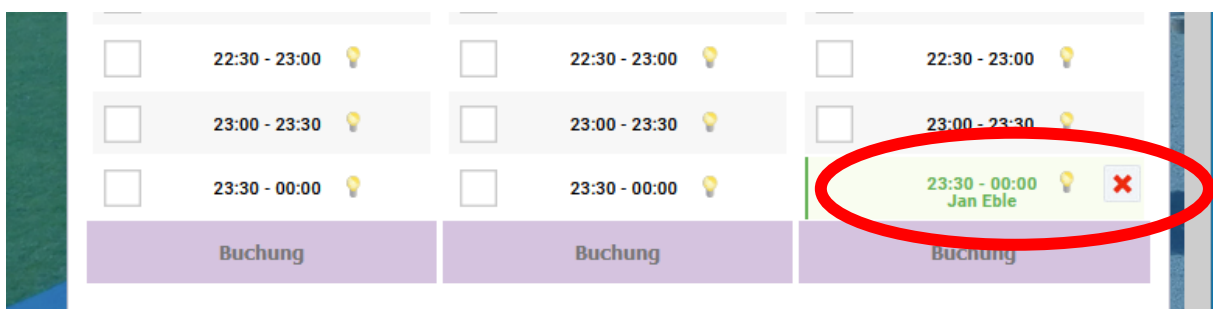 22:30 - 23:00 22:30 - 23:00 22:30 - 23:00
23:00 - 23:30 23:00 - 23:30 23:00 - 23:30
23:30 - 00:00 23:30 - 00:00 23:30 - 00:00
Jan Eble
Buchung Buchung Buchung